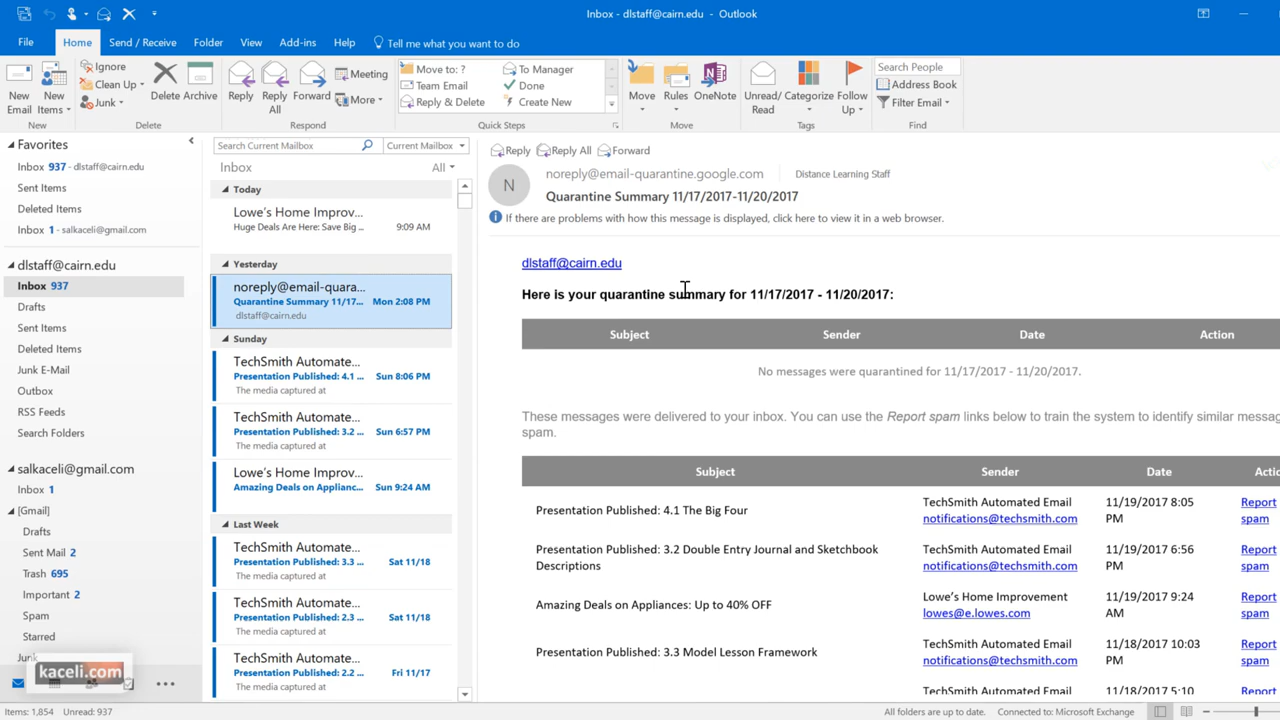 Inbox - dlstaff@cairn.edu - Outlook
File Home Send / Receive Folder View Add-ins Help Tell me what you want to do
New Email
New Items
Ignore
Clean Up
Junk
Delete
Archive
Reply
Reply All
Forward
Meeting
More
Move to: ?
Team Email
Reply & Delete
To Manager
Done
Create New
Move
Rules
OneNote
Unread/ Read
Categorize
Follow Up
Search People
Address Book
Filter Email
New Delete Respond Quick Steps Move Tags Find
Favorites
Inbox 937 - dlstaff@cairn.edu
Sent Items
Deleted Items
Inbox 1 - salkaceli@gmail.com
dlstaff@cairn.edu
Inbox 937
Drafts
Sent Items
Deleted Items
Junk E-Mail
Outbox
RSS Feeds
Search Folders
salkaceli@gmail.com
Inbox 1
[Gmail]
Drafts
Sent Mail 2
Trash 695
Important 2
Spam
Starred
kaceli.com
Search Current Mailbox Current Mailbox
Inbox All
Today
Lowe's Home Improv...
Huge Deals Are Here: Save Big ... 9:09 AM
Yesterday
noreply@email-quara...
Quarantine Summary 11/17... Mon 2:08 PM
dlstaff@cairn.edu
Sunday
TechSmith Automate...
Presentation Published: 4.1 ... Sun 8:06 PM
The media captured at
TechSmith Automate...
Presentation Published: 3.2 ... Sun 6:57 PM
The media captured at
Lowe's Home Improv...
Amazing Deals on Applianc... Sun 9:24 AM
Last Week
TechSmith Automate...
Presentation Published: 3.3 ... Sat 11/18
The media captured at
TechSmith Automate...
Presentation Published: 2.3 ... Sat 11/18
The media captured at
TechSmith Automate...
Presentation Published: 2.2 ... Fri 11/17
The media captured at
Reply Reply All Forward
N
noreply@email-quarantine.google.com Distance Learning Staff
Quarantine Summary 11/17/2017-11/20/2017
If there are problems with how this message is displayed, click here to view it in a web browser.
dlstaff@cairn.edu
Here is your quarantine summary for 11/17/2017 - 11/20/2017:
Subject Sender Date Action
No messages were quarantined for 11/17/2017 - 11/20/2017.
These messages were delivered to your inbox. You can use the Report spam links below to train the system to identify similar
spam.
Subject Sender Date
Presentation Published: 4.1 The Big Four
TechSmith Automated Email
notifications@techsmith.com
11/19/2017 8:05
PM
Report
spam
Presentation Published: 3.2 Double Entry Journal and Sketchbook
Descriptions
TechSmith Automated Email
notifications@techsmith.com
11/19/2017 6:56
PM
Report
spam
Amazing Deals on Appliances: Up to 40% OFF
Lowe's Home Improvement
lowes@e.lowes.com
11/19/2017 9:24
AM
Report
spam
Presentation Published: 3.3 Model Lesson Framework
TechSmith Automated Email
notifications@techsmith.com
11/18/2017 10:03
PM
Report
spam
TechSmith Automated Email 11/18/2017 5:10 Report
Items: 1,854 Unread: 937
All folders are up to date. Connected to: Microsoft Exchange